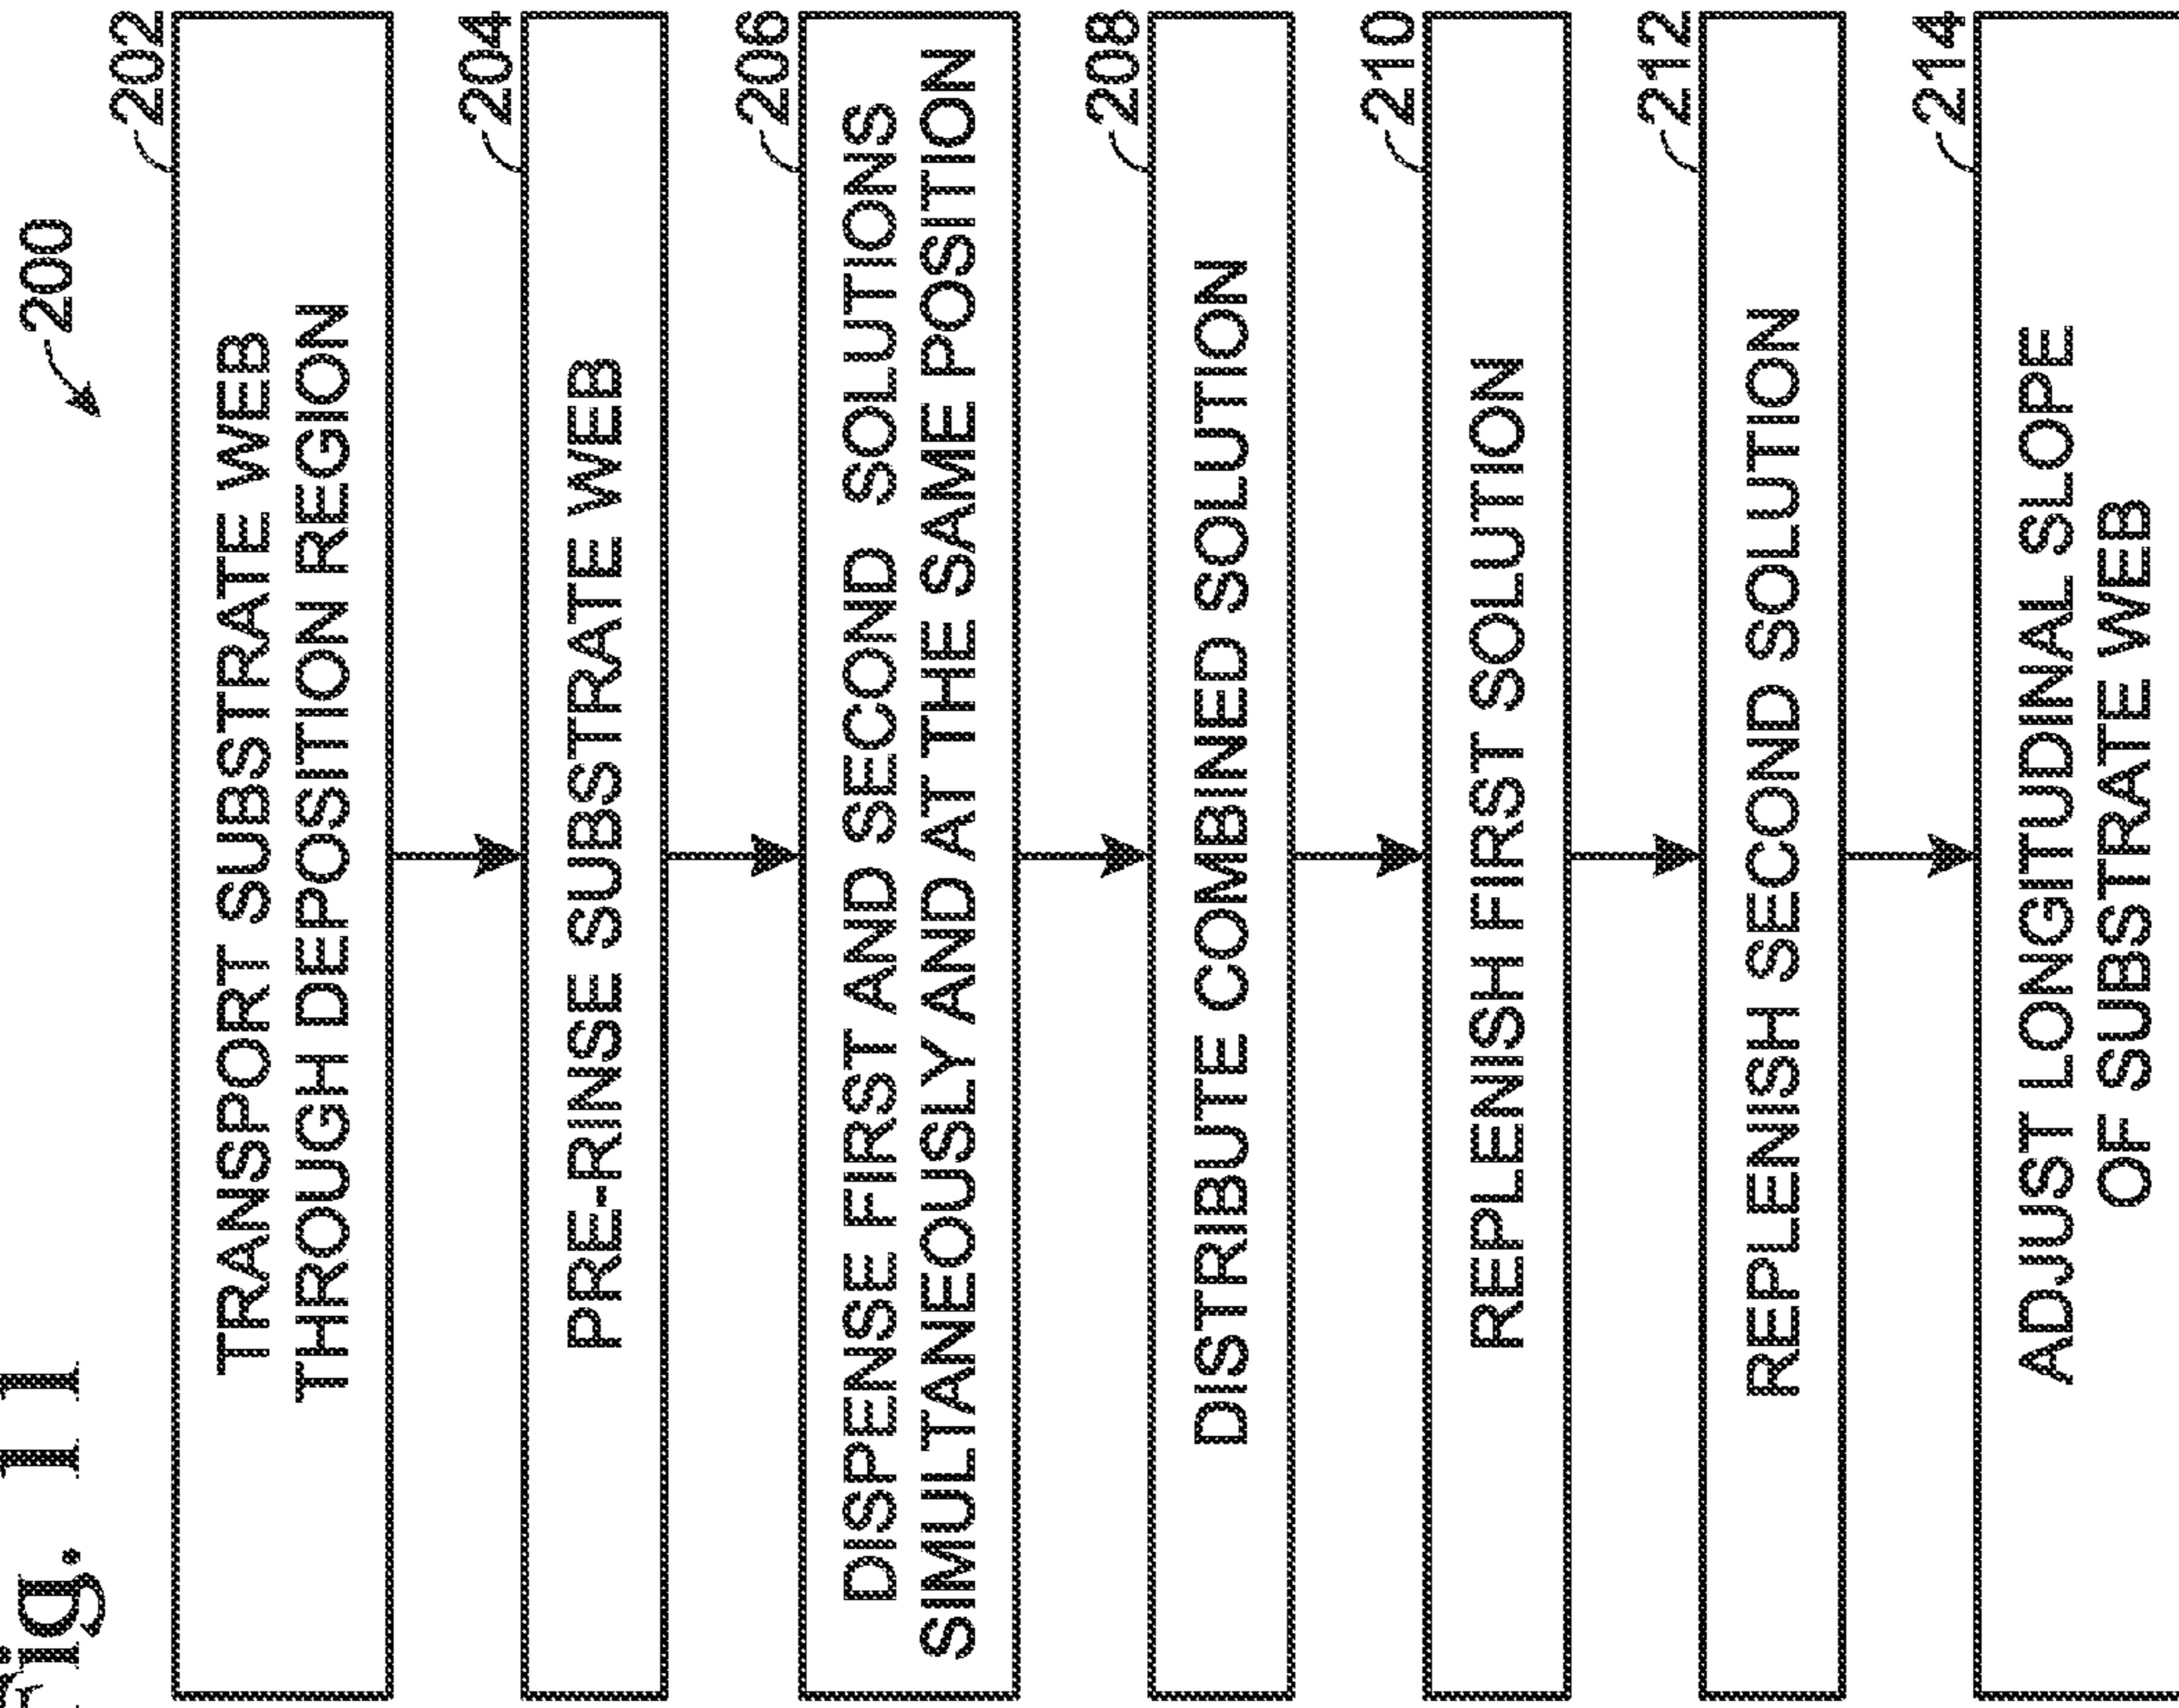 Fig. 11
200
202
TRANSPORT SUBSTRATE WEB
THROUGH DEPOSITION REGION
204
PRE-RINSE SUBSTRATE WEB
206
DISPENSE FIRST AND SECOND SOLUTIONS
SIMULTANEOUSLY AND AT THE SAME POSITION
208
DISTRIBUTE COMBINED SOLUTION
210
REPLENISH FIRST SOLUTION
212
REPLENISH SECOND SOLUTION
214
ADJUST LONGITUDINAL SLOPE
OF SUBSTRATE WEB